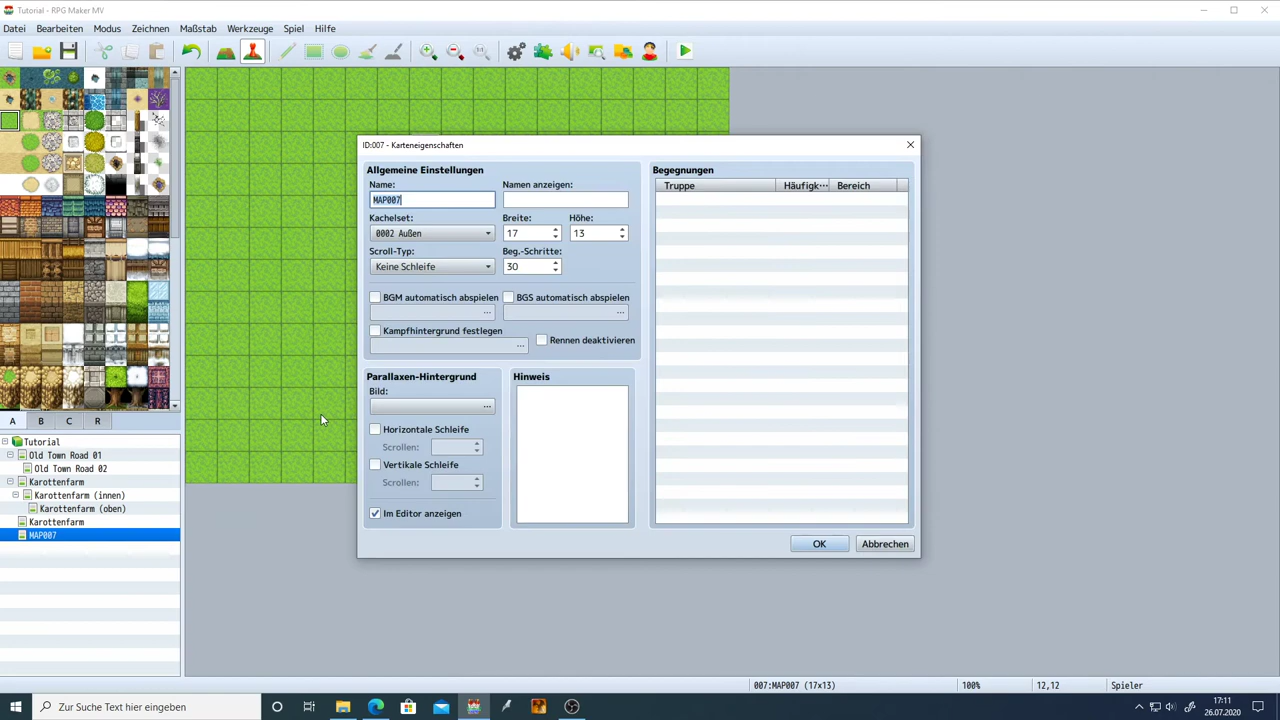 Tutorial - RPG Maker MV
Datei Bearbeiten Modus Zeichnen Maßstab Werkzeuge Spiel Hilfe
ID:007 - Karteneigenschaften
Allgemeine Einstellungen
Name: Namen anzeigen:
MAP007
Kachelset: Breite: Höhe:
0002 Außen 17 13
Scroll-Typ: Beg.-Schritte:
Keine Schleife 30
BGM automatisch abspielen BGS automatisch abspielen
Kampfhintergrund festlegen
Rennen deaktivieren
Parallaxen-Hintergrund
Bild:
Horizontale Schleife
Scrollen:
Vertikale Schleife
Scrollen:
Im Editor anzeigen
Hinweis
Begegnungen
Truppe Häufigk··· Bereich
OK Abbrechen
A B C R
Tutorial
Old Town Road 01
Old Town Road 02
Karottenfarm
Karottenfarm (innen)
Karottenfarm (oben)
Karottenfarm
MAP007
007:MAP007 (17×13) 100% 12,12 Spieler
Zur Suche Text hier eingeben
17:11
26.07.2020